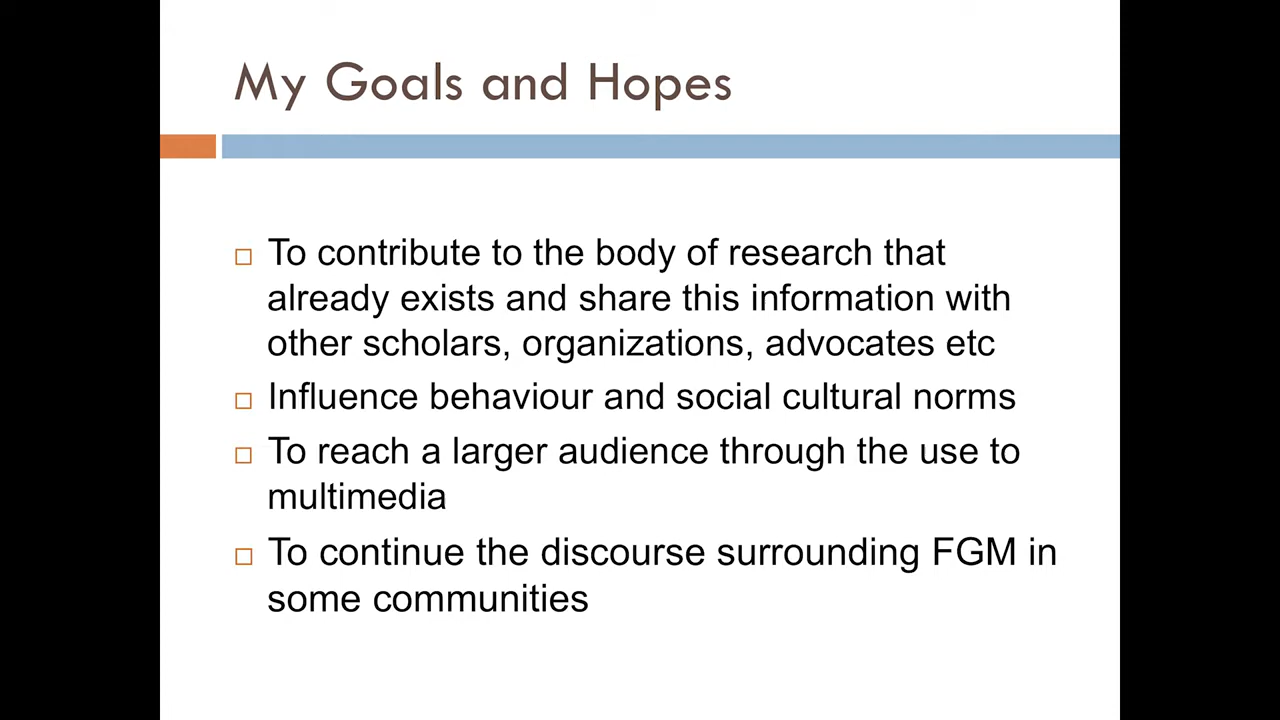 My Goals and Hopes
To contribute to the body of research that
already exists and share this information with
other scholars, organizations, advocates etc
Influence behaviour and social cultural norms
To reach a larger audience through the use to
multimedia
To continue the discourse surrounding FGM in
some communities